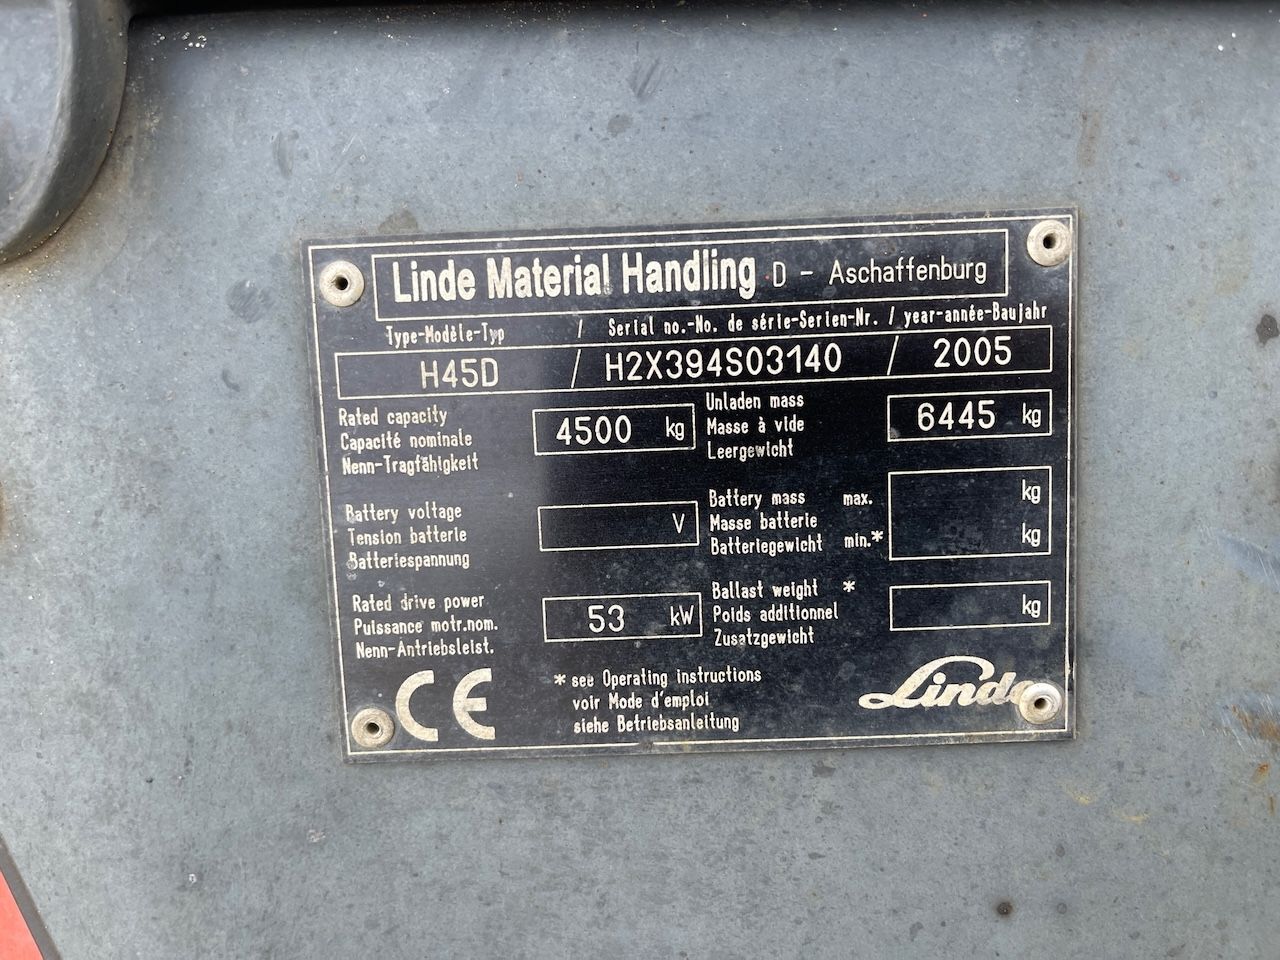 Linde Material Handling D - Aschaffenburg
Type-Modèle-Typ / Serial no.-No. de série-Serien-Nr. / year-année-Baujahr
H45D / H2X394S03140 / 2005
Rated capacity
Capacité nominale
Nenn-Tragfähigkeit
4500 kg
Unladen mass
Masse à vide
Leergewicht
6445 kg
Battery voltage
Tension batterie
Batteriespannung
V
Battery mass max.
Masse batterie
Batteriegewicht min.*
kg
kg
Rated drive power
Puissance motr.nom.
Nenn-Antriebsleist.
53 kW
Ballast weight *
Poids additionnel
Zusatzgewicht
kg
CE
* see Operating instructions
voir Mode d'emploi
siehe Betriebsanleitung
Linde